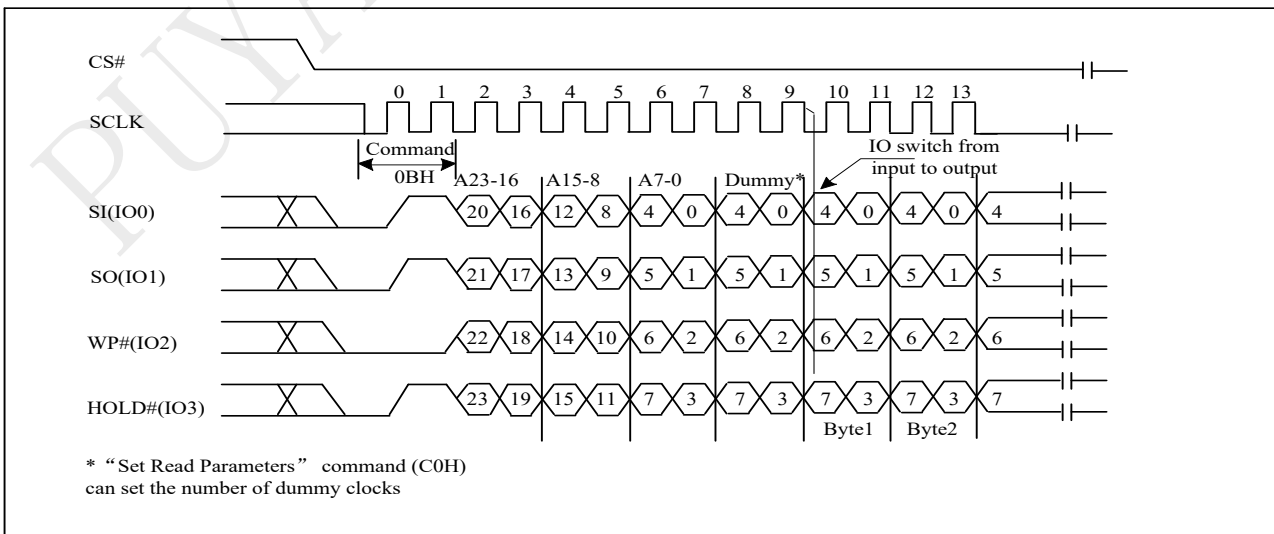 PUYA
CS#
0 1 2 3 4 5 6 7 8 9 10 11 12 13
SCLK
Command
IO switch from
0BH
input to output
A23-16 A15-8 A7-0 Dummy*
SI(IO0) 20 16 12 8 4 0 4 0 4 0 4 0 4
SO(IO1) 21 17 13 9 5 1 5 1 5 1 5 1 5
WP#(IO2) 22 18 14 10 6 2 6 2 6 2 6 2 6
HOLD#(IO3) 23 19 15 11 7 3 7 3 7 3 7 3 7
Byte1 Byte2
* “Set Read Parameters” command (C0H)
can set the number of dummy clocks